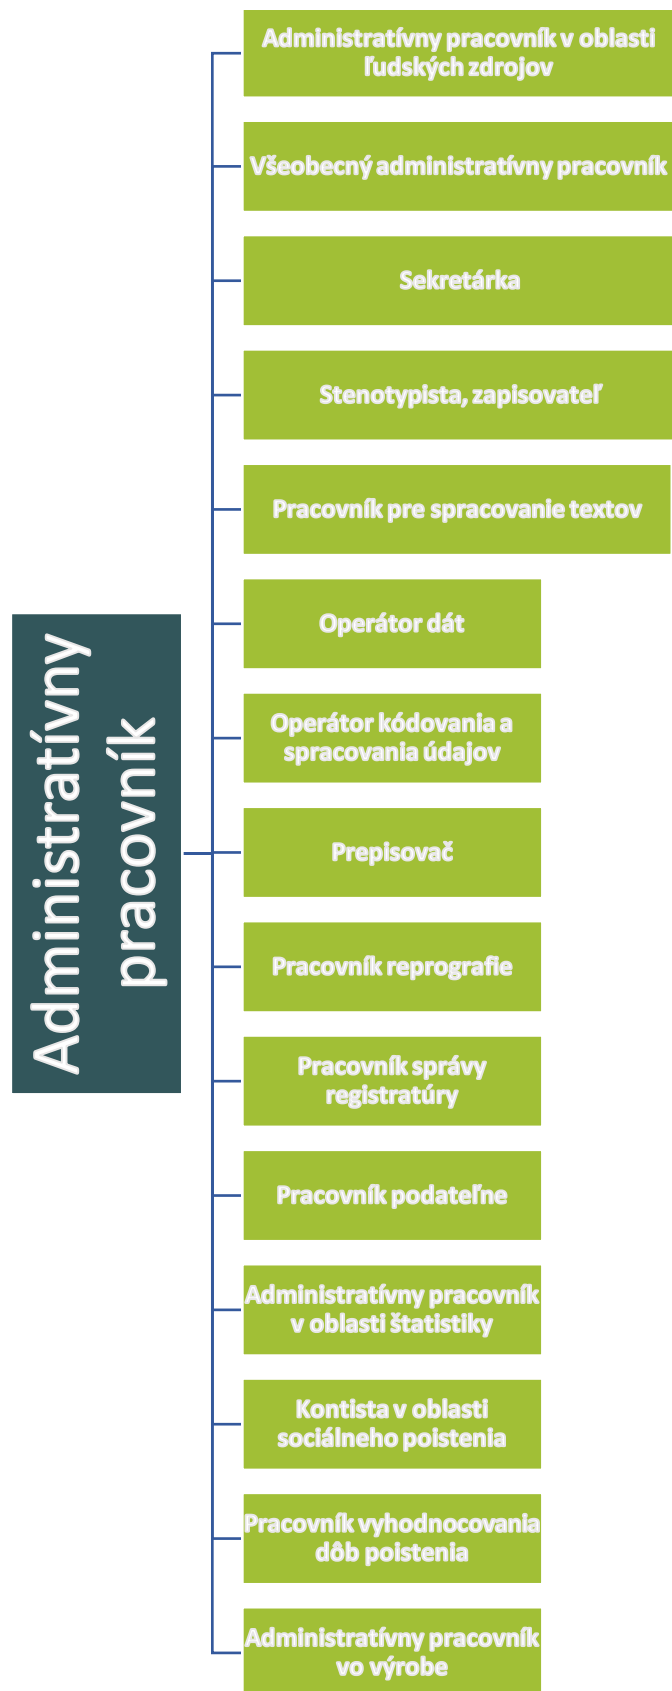 Administratívny
pracovník
Administratívny pracovník v oblasti
ľudských zdrojov
Všeobecný administratívny pracovník
Sekretárka
Stenotypista, zapisovateľ
Pracovník pre spracovanie textov
Operátor dát
Operátor kódovania a
spracovania údajov
Prepisovač
Pracovník reprografie
Pracovník správy
registratúry
Pracovník podateľne
Administratívny pracovník
v oblasti štatistiky
Kontista v oblasti
sociálneho poistenia
Pracovník vyhodnocovania
dôb poistenia
Administratívny pracovník
vo výrobe